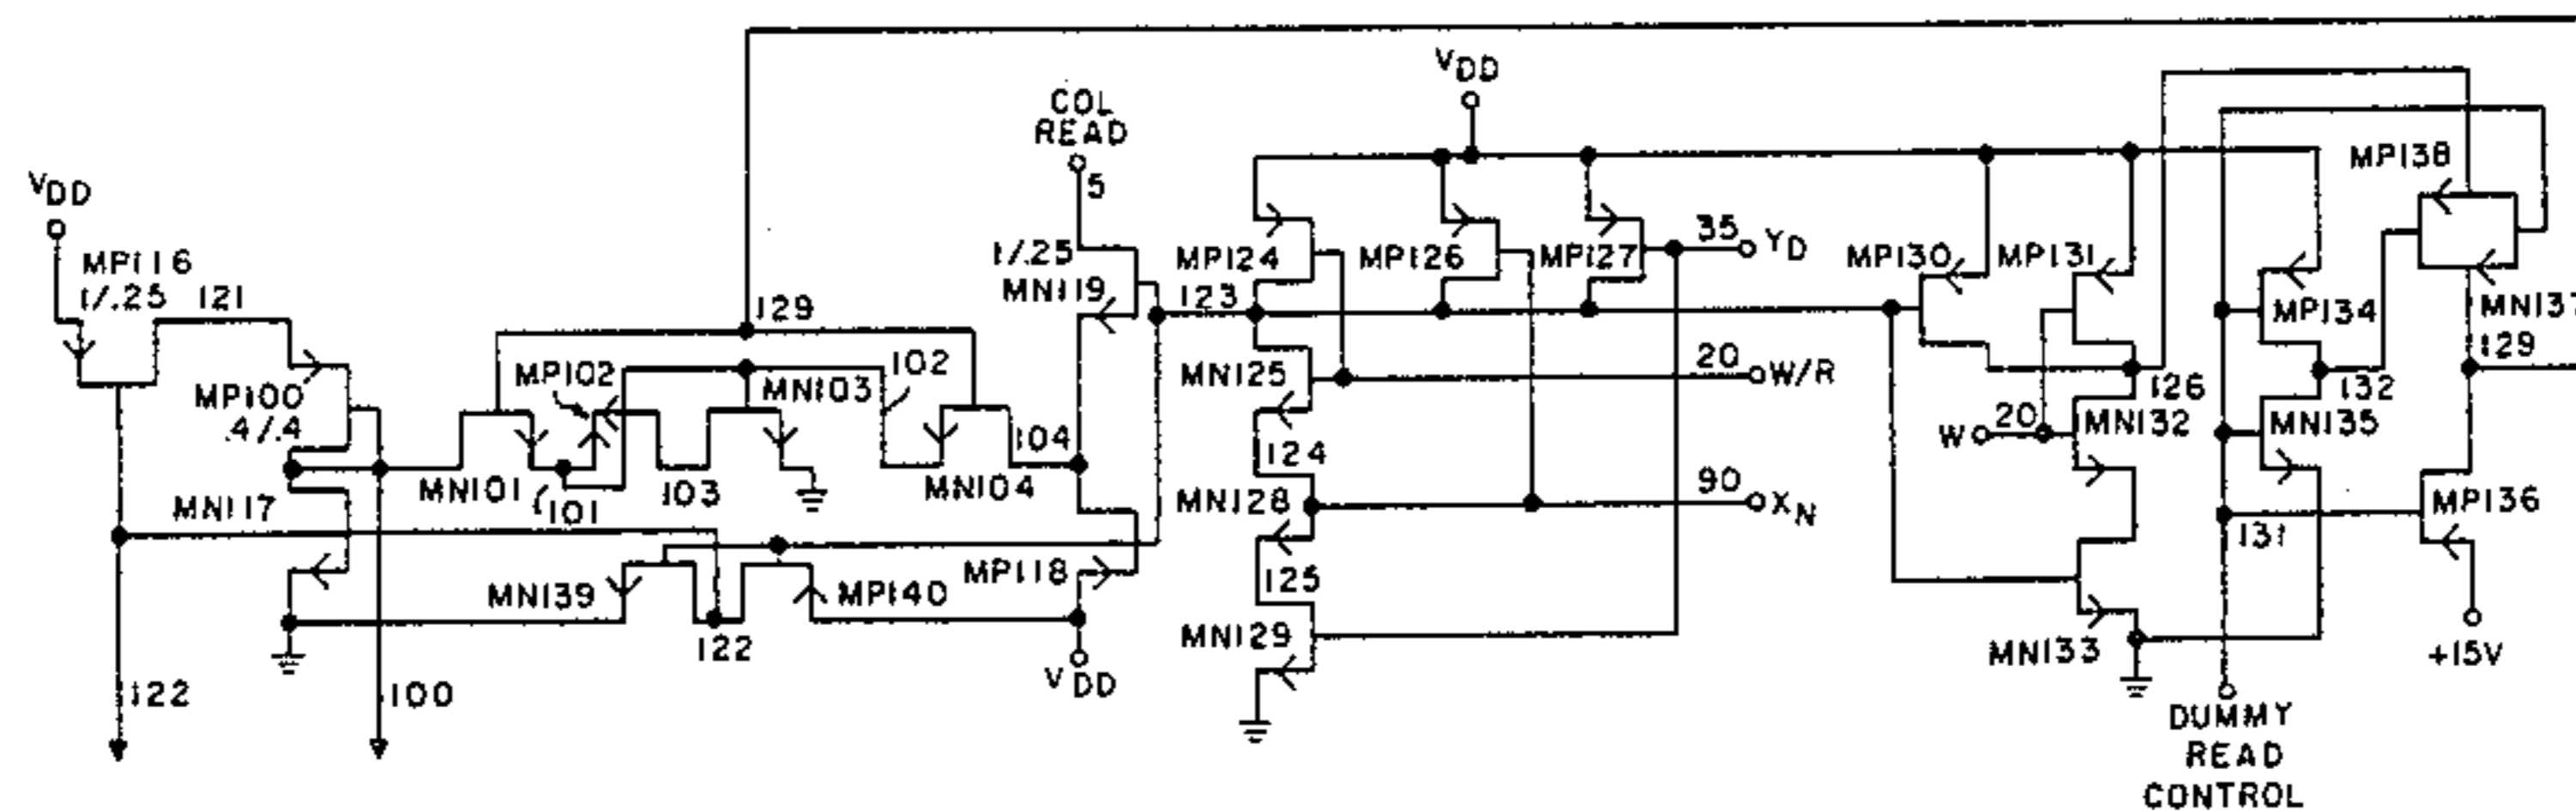 VDD
MP116
1/.25
121
MP100
.4/.4
MN117
122
100
129
MP102
MN103
102
MN101
101
103
MN104
104
MN139
122
MP140
MP118
VDD
COL
READ
5
1/.25
MN119
123
VDD
MP124
MP126
MP127
35
YD
MN125
20
W/R
124
MN128
90
XN
125
MN129
MP130
MP131
126
W
20
MN132
MN133
MP134
132
MN135
131
DUMMY
READ
CONTROL
MP138
MN137
129
MP136
+15V